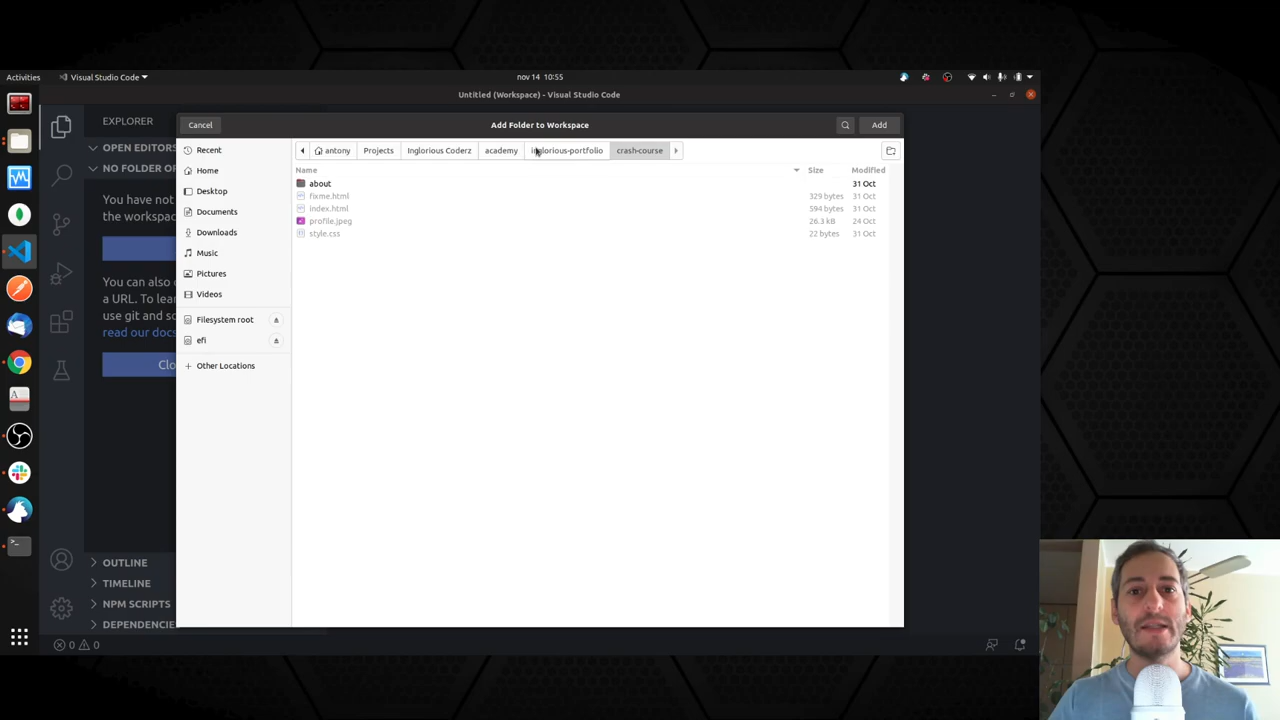 Activities
Visual Studio Code
nov 14 10:55
Untitled (Workspace) - Visual Studio Code
EXPLORER
Cancel
Add Folder to Workspace
Add
OPEN EDITORS
NO FOLDER O
You have not
the workspac
You can also
a URL. To lear
use git and so
read our docs
Clo
OUTLINE
TIMELINE
NPM SCRIPTS
DEPENDENCIE
0 0
Recent
Home
Desktop
Documents
Downloads
Music
Pictures
Videos
Filesystem root
efi
Other Locations
antony
Projects
Inglorious Coderz
academy
inglorious-portfolio
crash-course
Name Size Modified
about 31 Oct
fixme.html 329 bytes 31 Oct
index.html 594 bytes 31 Oct
profile.jpeg 26.3 kB 24 Oct
style.css 22 bytes 31 Oct